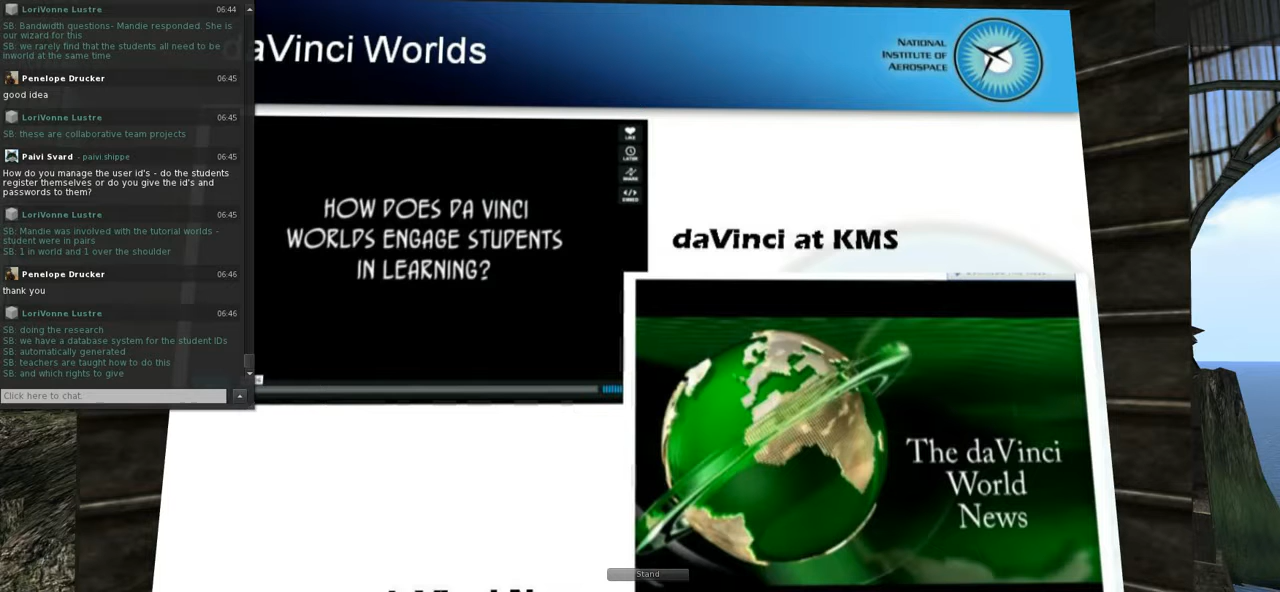 LoriVonne Lustre 06:44
SB: Bandwidth questions- Mandie responded. She is
our wizard for this
SB: we rarely find that the students all need to be
inworld at the same time
Penelope Drucker 06:45
good idea
LoriVonne Lustre 06:45
SB: these are collaborative team projects
Paivi Svard - paivi.shippe 06:45
How do you manage the user id's - do the students
register themselves or do you give the id's and
passwords to them?
LoriVonne Lustre 06:45
SB: Mandie was involved with the tutorial worlds -
student were in pairs
SB: 1 in world and 1 over the shoulder
Penelope Drucker 06:46
thank you
LoriVonne Lustre 06:46
SB: doing the research
SB: we have a database system for the student IDs
SB: automatically generated
SB: teachers are taught how to do this
SB: and which rights to give
Click here to chat.
daVinci Worlds
NATIONAL
INSTITUTE OF
AEROSPACE
LIKE
LATER
SHARE
EMBED
HOW DOES DA VINCI
WORLDS ENGAGE STUDENTS
IN LEARNING?
daVinci at KMS
The daVinci
World
News
Stand